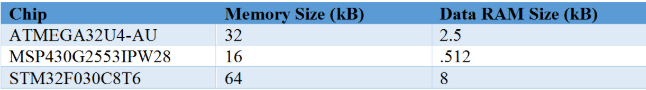 Chip Memory Size (kB) Data RAM Size (kB)
ATMEGA32U4-AU 32 2.5
MSP430G2553IPW28 16 .512
STM32F030C8T6 64 8